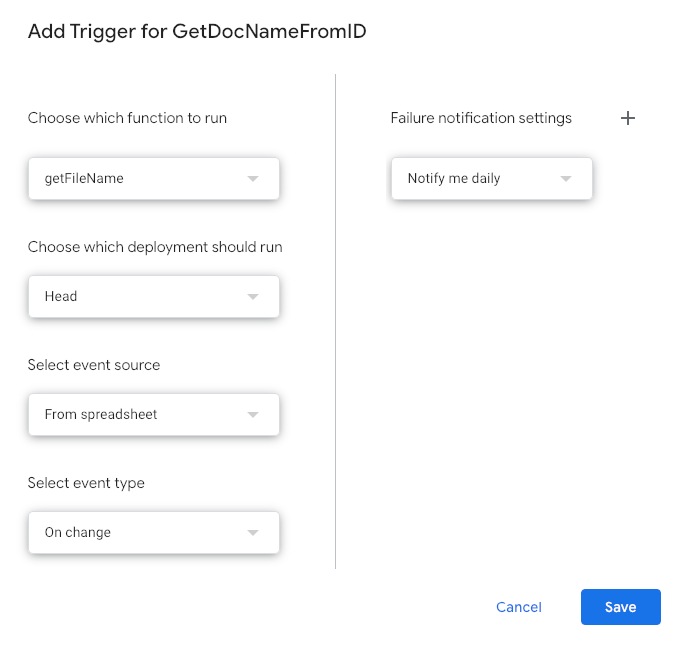 Add Trigger for GetDocNameFromID
Choose which function to run
getFileName
Choose which deployment should run
Head
Select event source
From spreadsheet
Select event type
On change
Failure notification settings
Notify me daily
Cancel
Save